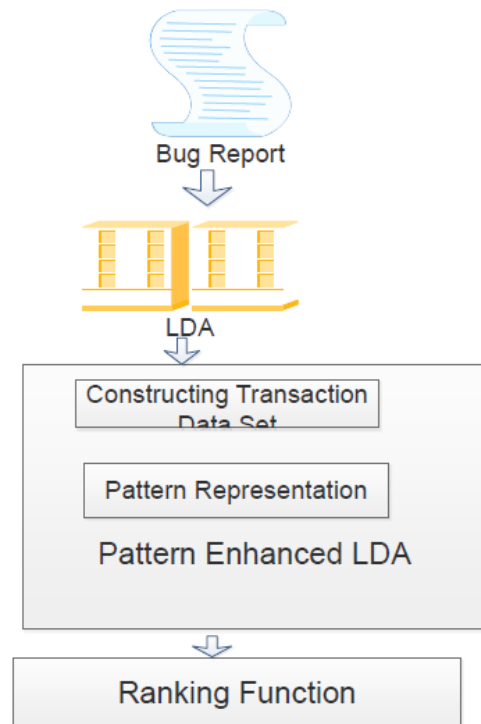 Bug Report
LDA
Constructing Transaction
Data Set
Pattern Representation
Pattern Enhanced LDA
Ranking Function